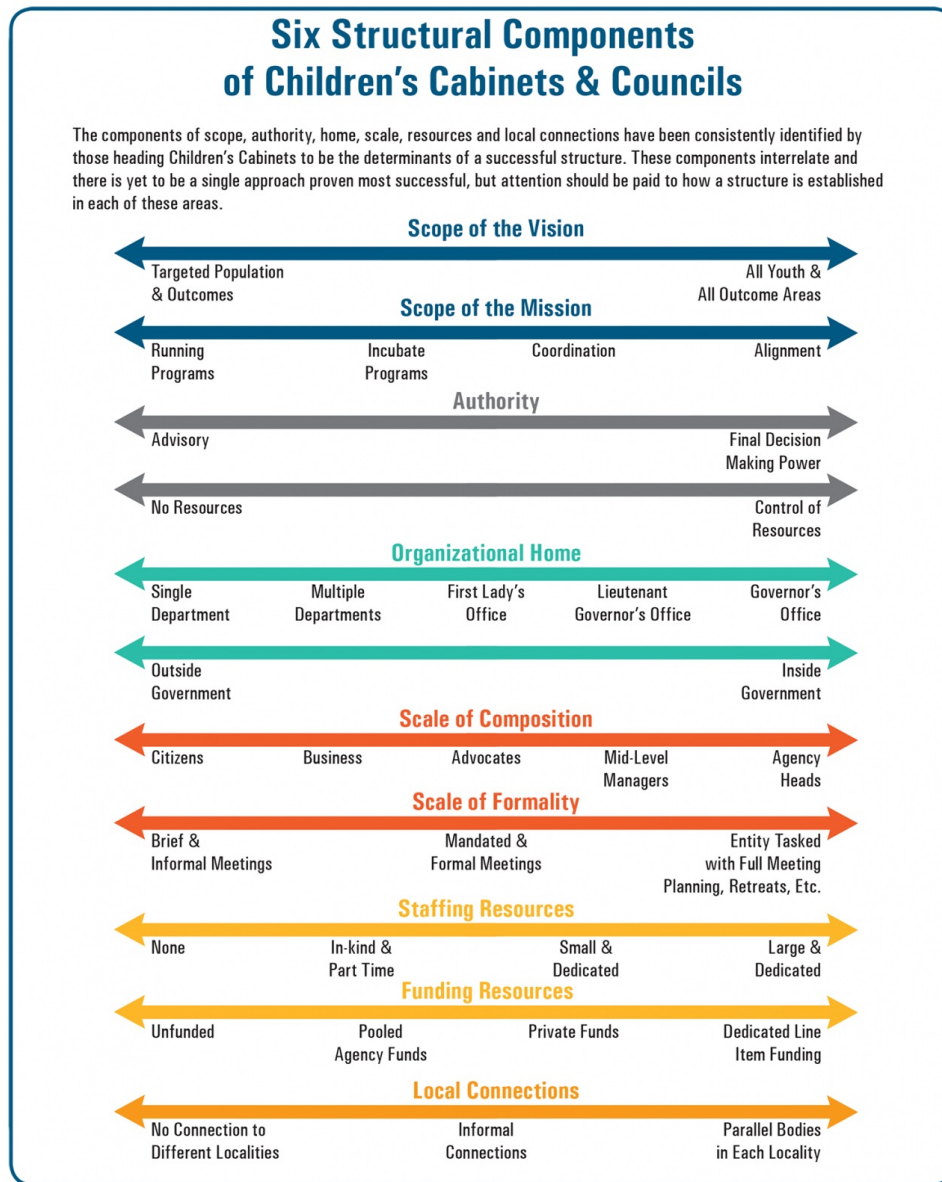 Six Structural Components
of Children's Cabinets & Councils
The components of scope, authority, home, scale, resources and local connections have been consistently identified by
those heading Children's Cabinets to be the determinants of a successful structure. These components interrelate and
there is yet to be a single approach proven most successful, but attention should be paid to how a structure is established
in each of these areas.
Scope of the Vision
Targeted Population All Youth &
& Outcomes All Outcome Areas
Scope of the Mission
Running Incubate Coordination Alignment
Programs Programs
Authority
Advisory Final Decision
Making Power
No Resources Control of
Resources
Organizational Home
Single Multiple First Lady's Lieutenant Governor's
Department Departments Office Governor's Office Office
Outside Inside
Government Government
Scale of Composition
Citizens Business Advocates Mid-Level Agency
Managers Heads
Scale of Formality
Brief & Mandated & Entity Tasked
Informal Meetings Formal Meetings with Full Meeting
Planning, Retreats, Etc.
Staffing Resources
None In-kind & Small & Large &
Part Time Dedicated Dedicated
Funding Resources
Unfunded Pooled Private Funds Dedicated Line
Agency Funds Item Funding
Local Connections
No Connection to Informal Parallel Bodies
Different Localities Connections in Each Locality